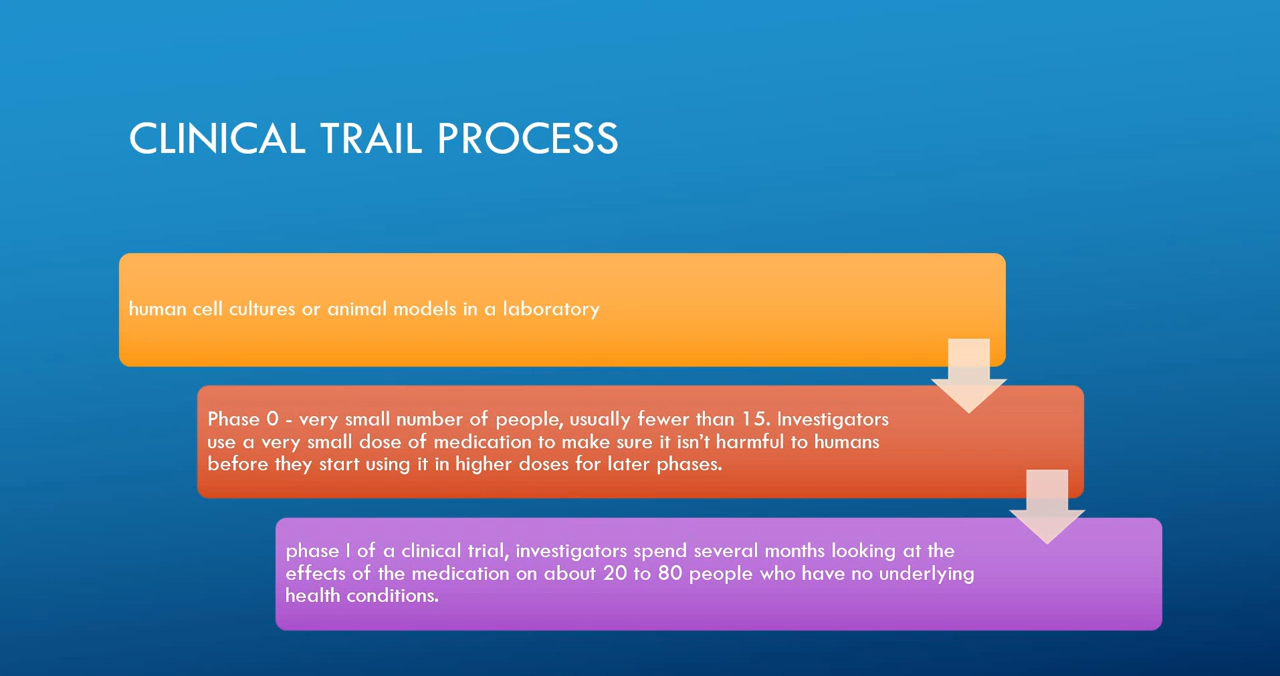 CLINICAL TRAIL PROCESS
human cell cultures or animal models in a laboratory
Phase 0 - very small number of people, usually fewer than 15. Investigators
use a very small dose of medication to make sure it isn’t harmful to humans
before they start using it in higher doses for later phases.
phase I of a clinical trial, investigators spend several months looking at the
effects of the medication on about 20 to 80 people who have no underlying
health conditions.